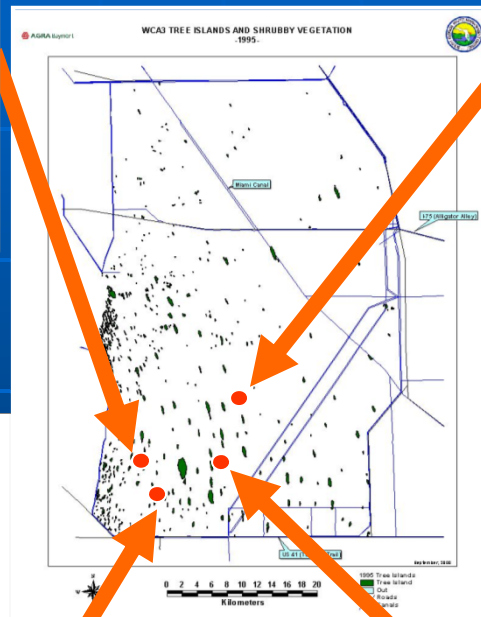 AGRA Baymont
WCA3 TREE ISLANDS AND SHRUBBY VEGETATION
-1995-
Miami Canal
I-75 (Alligator Alley)
US 41
Trail)
0 2 4 6 8 10 12 14 16 18 20
Kilometers
1995 Tree Islands
Tree Island
Out
Roads